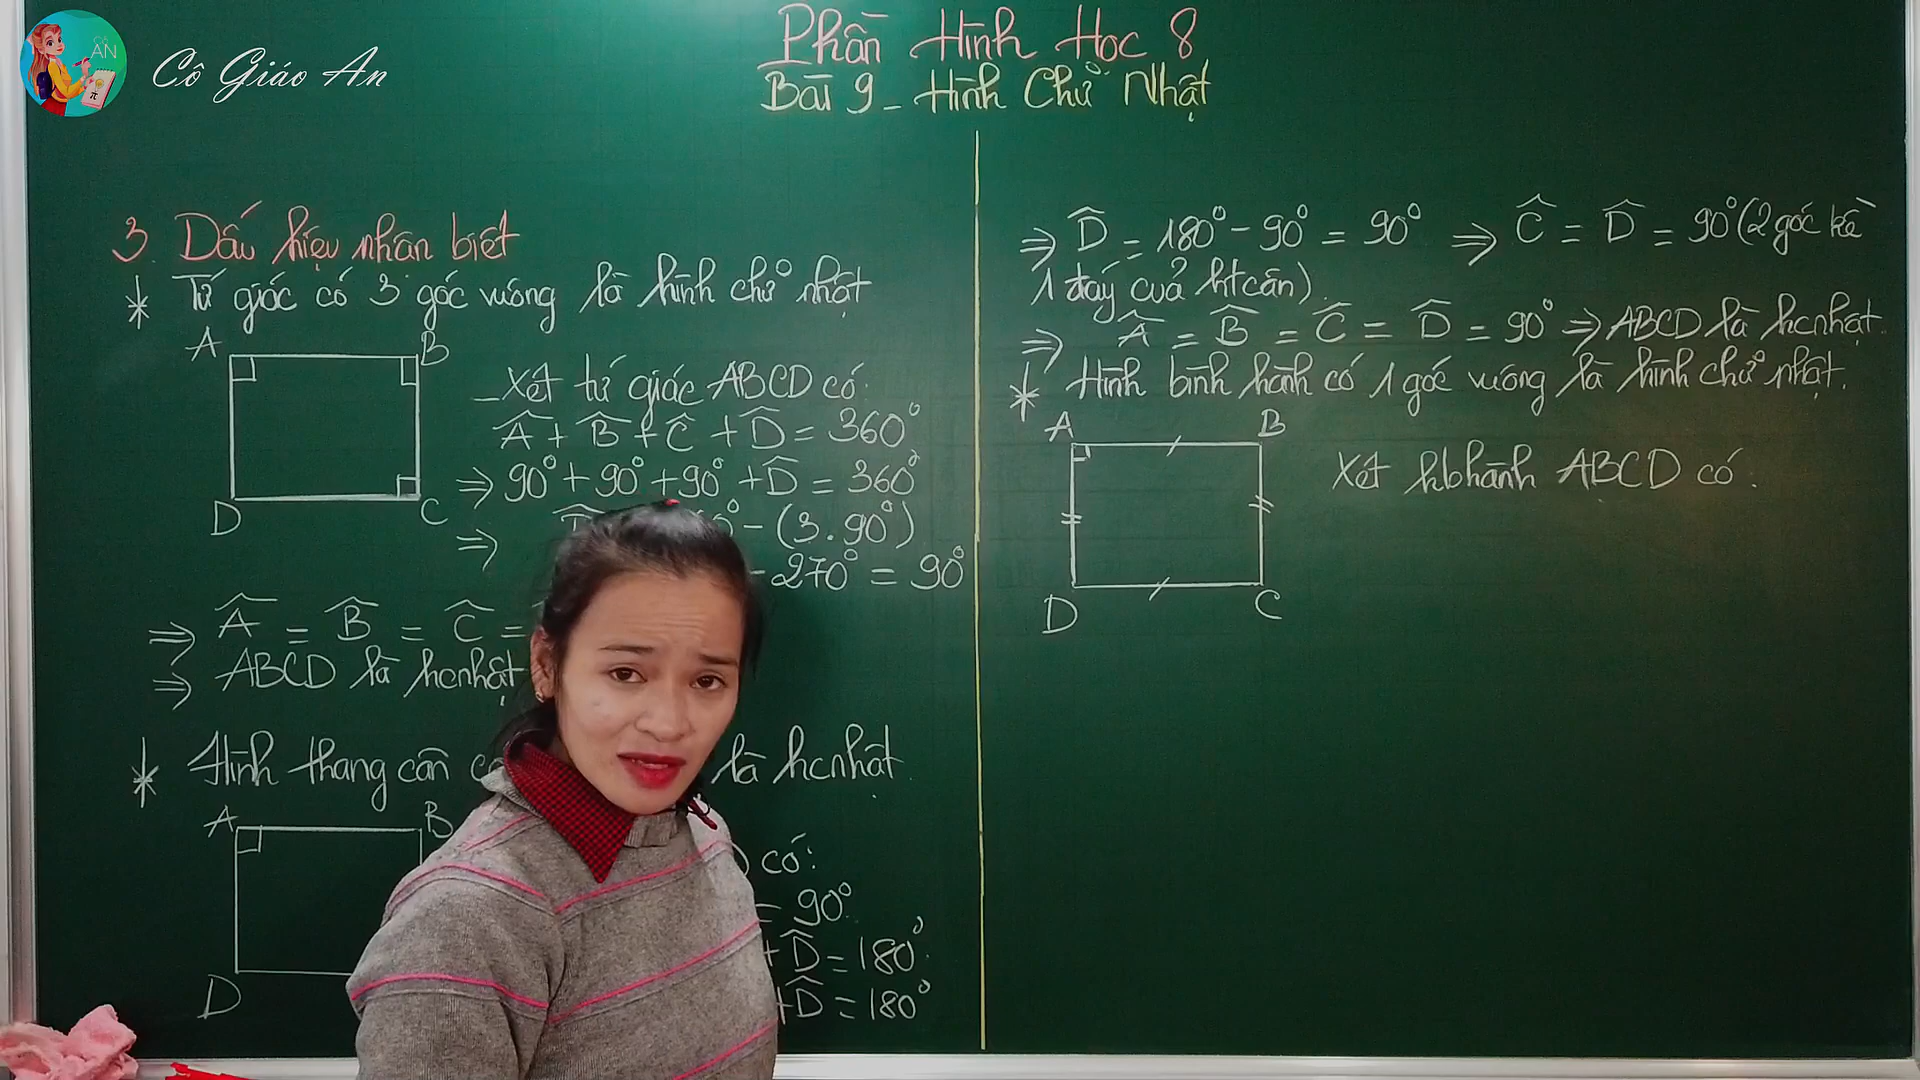 AN
Cô Giáo An
Phần Hình Học 8
Bài 9 - Hình Chữ Nhật
3. Dấu hiệu nhân biết
* Tứ giác có 3 góc vuông là hình chữ nhật
A B
D C
- Xét tứ giác ABCD có:
Â + B̂ + Ĉ + D̂ = 360°
⇒ 90° + 90° + 90° + D̂ = 360°
⇒ - (3.90°)
- 270° = 90°
⇒ Â = B̂ = Ĉ =
⇒ ABCD là hcnhật
* Hình thang cân là hcnhật.
A B
D
có:
= 90°
+ D̂ = 180°
+ D̂ = 180°
⇒ D̂ = 180° - 90° = 90° ⇒ Ĉ = D̂ = 90° (2 góc kề
1 đáy của ht cân).
⇒ Â = B̂ = Ĉ = D̂ = 90° ⇒ ABCD là hcnhật.
* Hình bình hành có 1 góc vuông là hình chữ nhật.
A B
D C
Xét hbhành ABCD có: